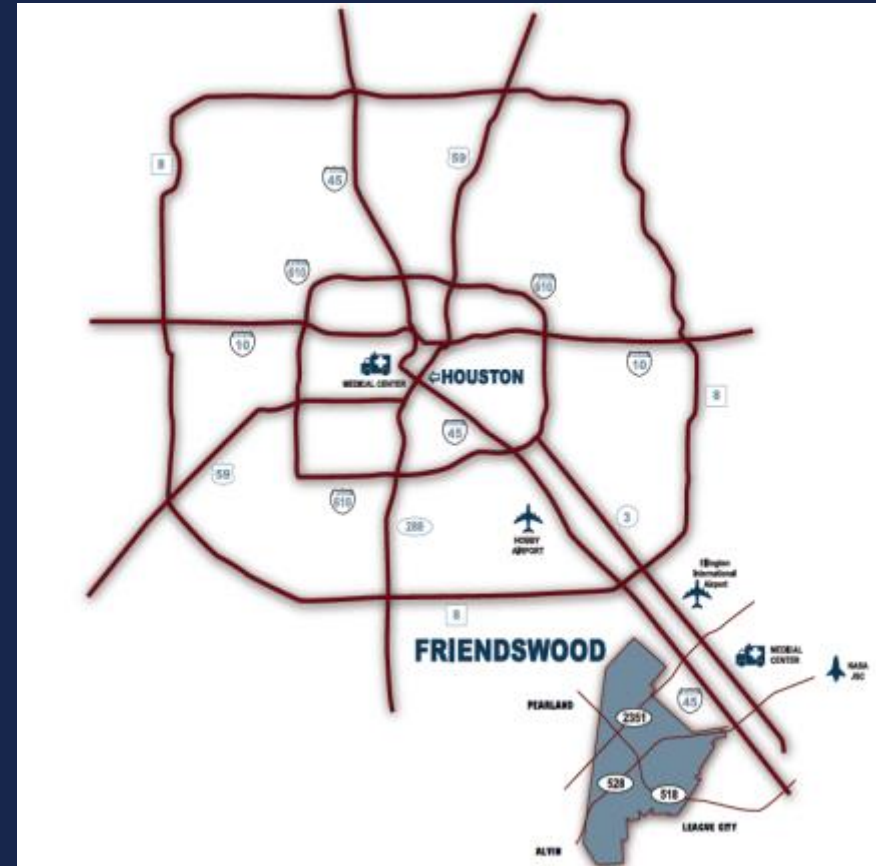 8
45
59
610
610
10
MEDICAL CENTER
HOUSTON
10
8
45
59
610
288
HOBBY
AIRPORT
3
Ellington
International
Airport
8
FRIENDSWOOD
MEDICAL
CENTER
NASA
JSC
45
PEARLAND
2351
528
518
LEAGUE CITY
ALVIN